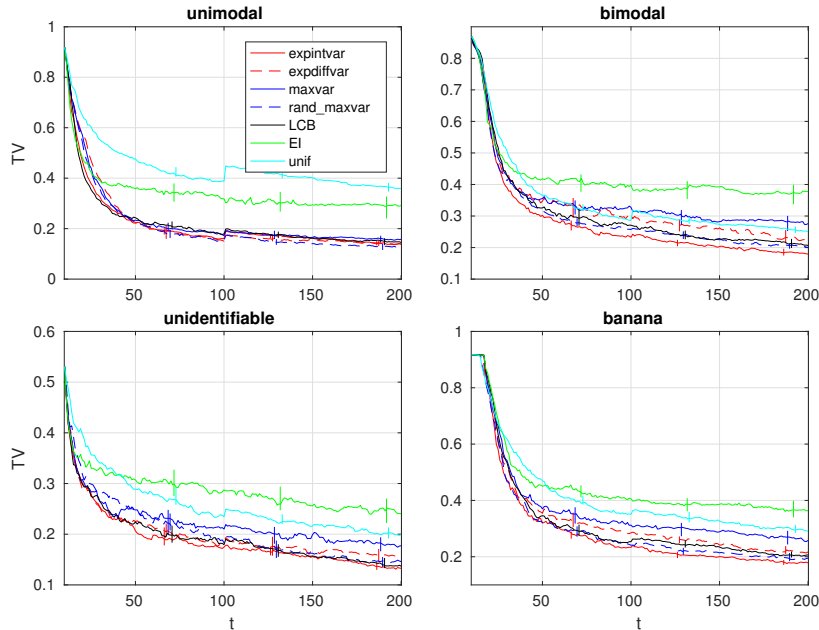 unimodal
bimodal
TV
1
0.8
0.6
0.4
0.2
0
50
100
150
200
expintvar
expdiffvar
maxvar
rand_maxvar
LCB
EI
unif
0.8
0.7
0.6
0.5
0.4
0.3
0.2
0.1
50
100
150
200
unidentifiable
banana
TV
0.6
0.5
0.4
0.3
0.2
0.1
50
100
150
200
t
1
0.8
0.6
0.4
0.2
50
100
150
200
t